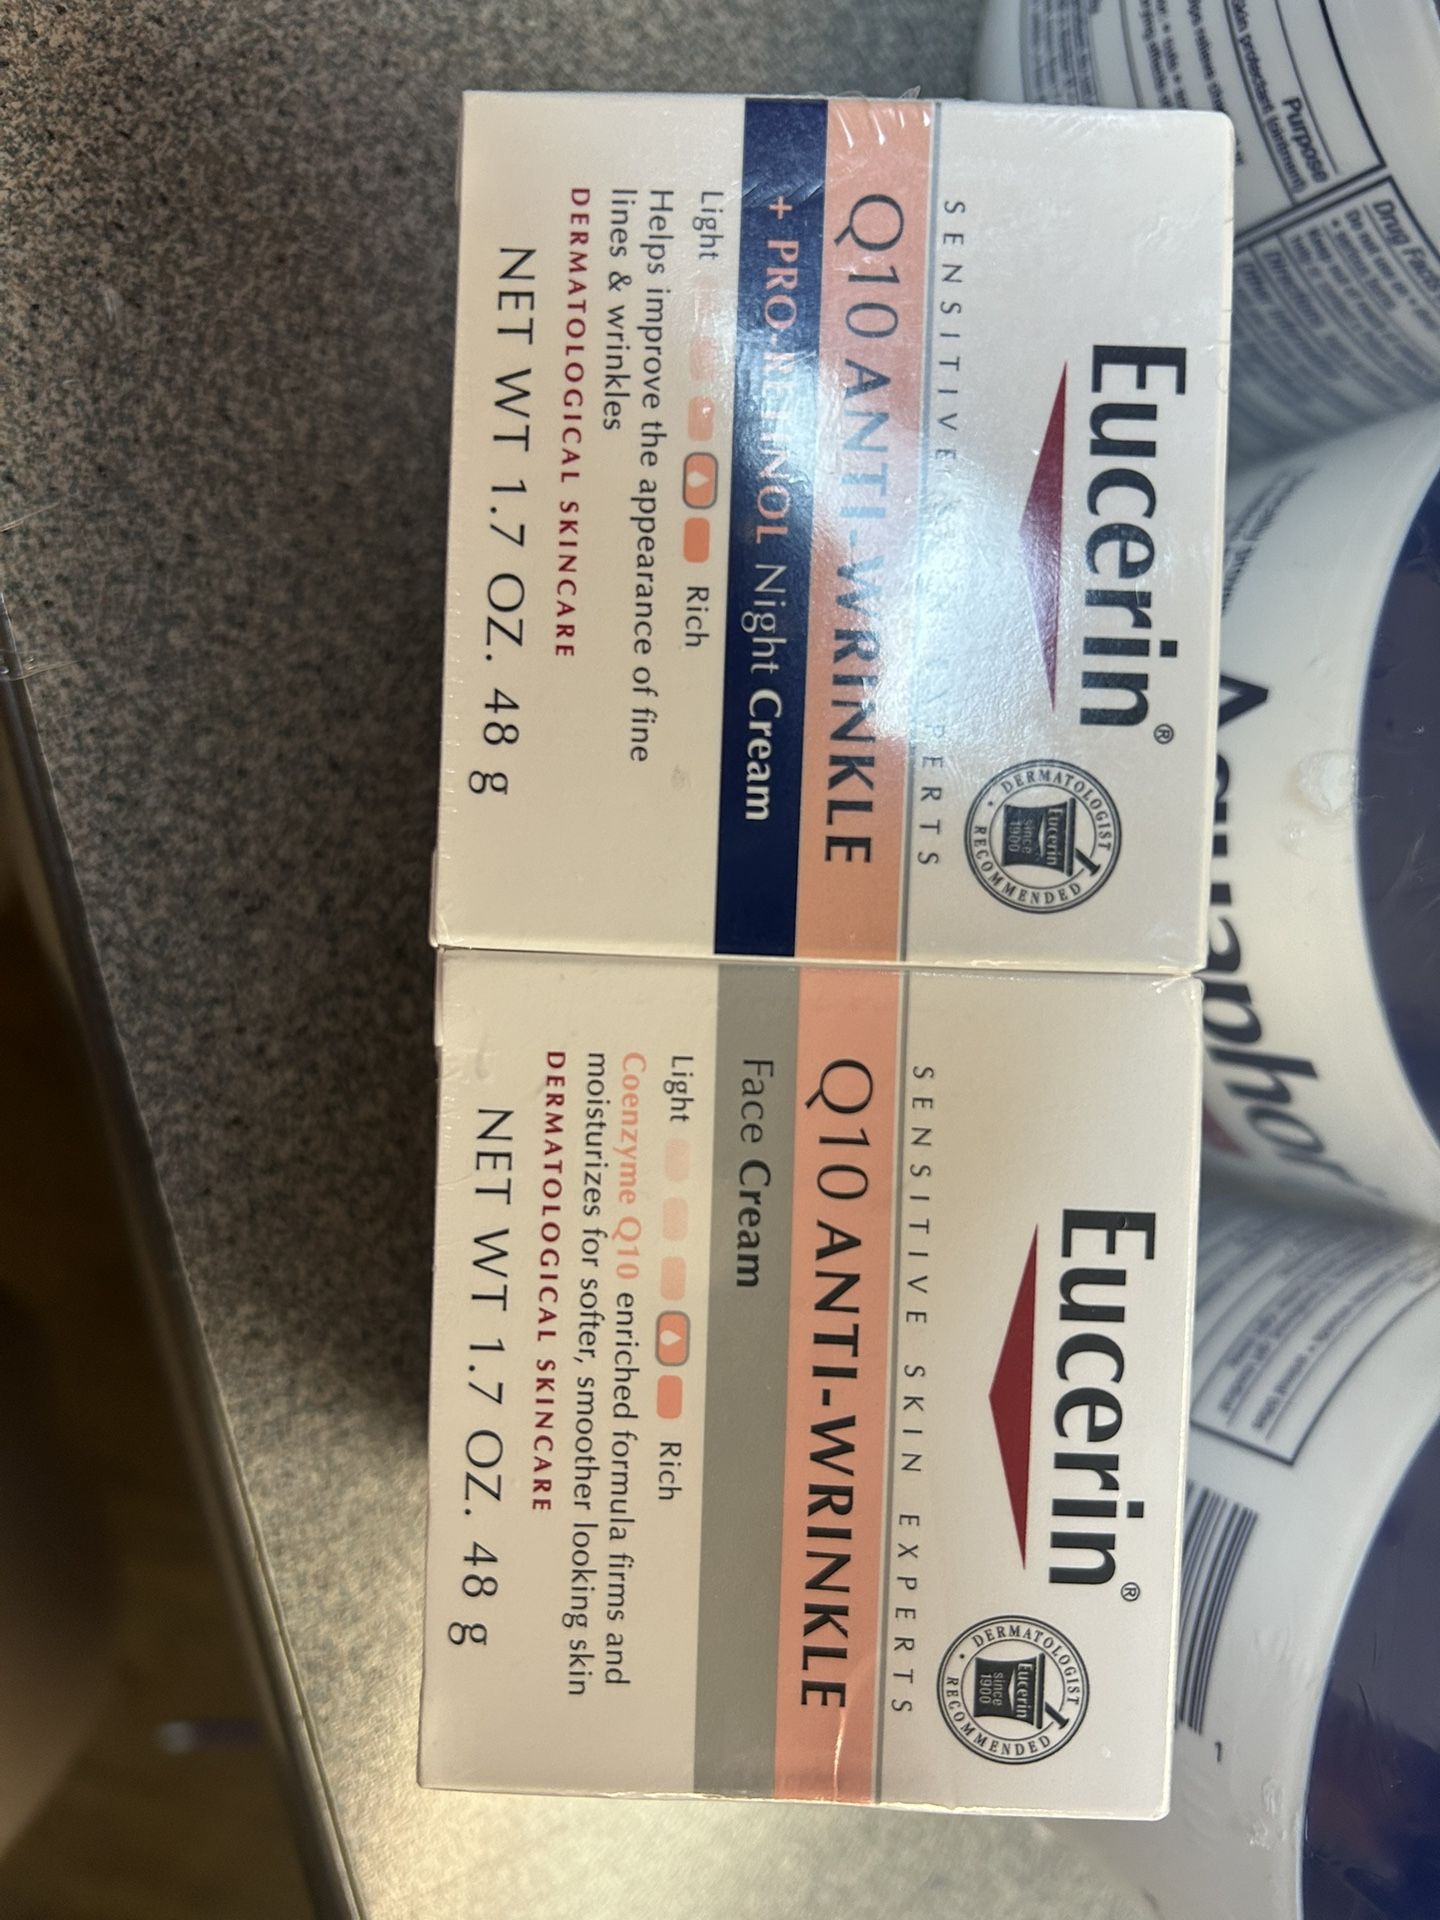 Eucerin®
DERMATOLOGIST RECOMMENDED
Eucerin
since
1900
SENSITIVE SKIN EXPERTS
Q10 ANTI-WRINKLE
+ PRO-RETINOL Night Cream
Light
Rich
Helps improve the appearance of fine
lines & wrinkles
DERMATOLOGICAL SKINCARE
NET WT 1.7 OZ. 48 g
Eucerin®
DERMATOLOGIST RECOMMENDED
Eucerin
since
1900
SENSITIVE SKIN EXPERTS
Q10 ANTI-WRINKLE
Face Cream
Light
Rich
Coenzyme Q10 enriched formula firms and
moisturizes for softer, smoother looking skin
DERMATOLOGICAL SKINCARE
NET WT 1.7 OZ. 48 g
Purpose
Drug Facts
Aquaphor
1